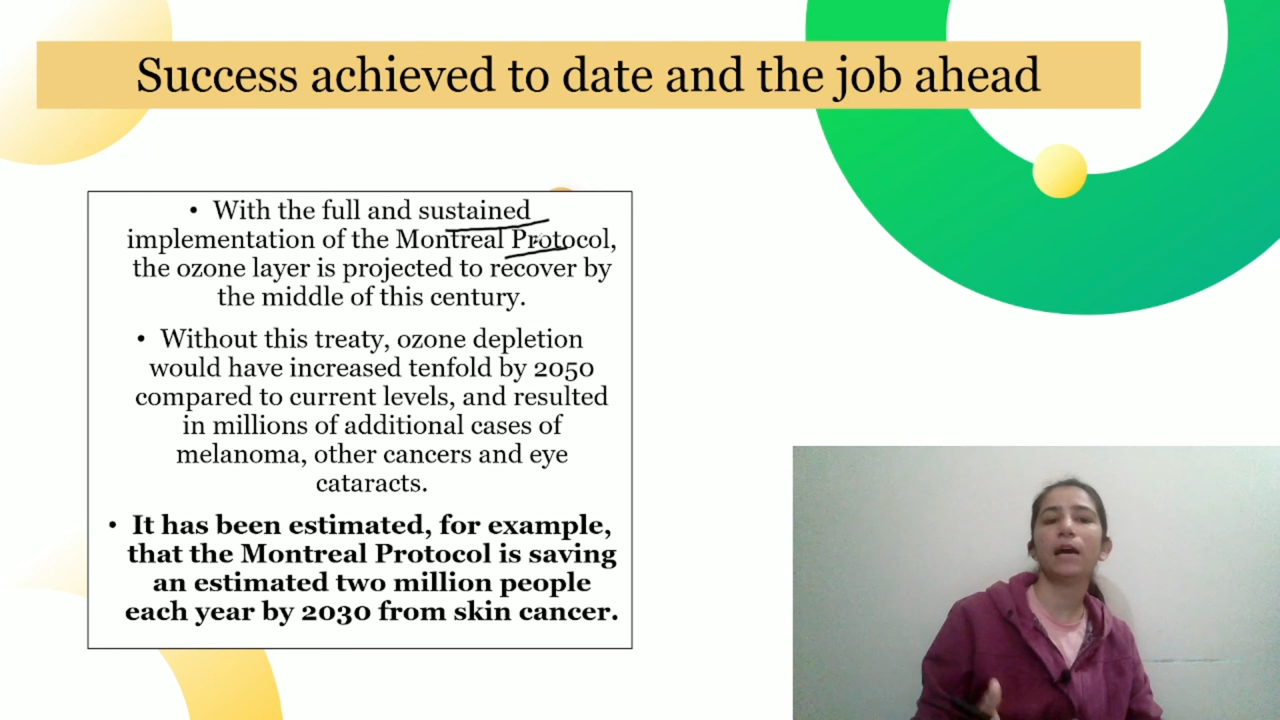 Success achieved to date and the job ahead
• With the full and sustained
implementation of the Montreal Protocol,
the ozone layer is projected to recover by
the middle of this century.
• Without this treaty, ozone depletion
would have increased tenfold by 2050
compared to current levels, and resulted
in millions of additional cases of
melanoma, other cancers and eye
cataracts.
• It has been estimated, for example,
that the Montreal Protocol is saving
an estimated two million people
each year by 2030 from skin cancer.